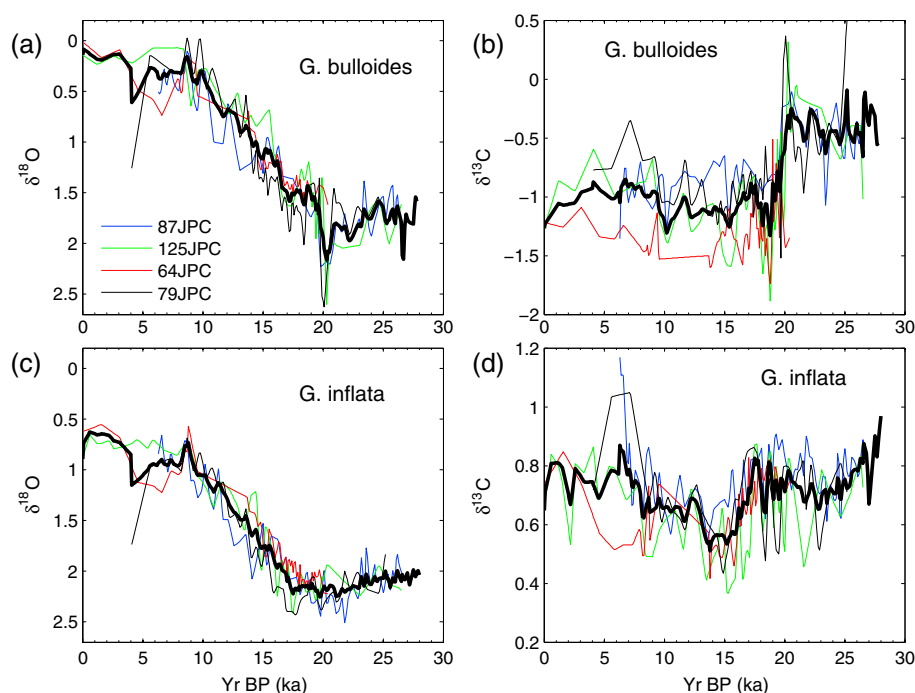 (a)
G. bulloides
δ18O
0
0.5
1
1.5
2
2.5
87JPC
125JPC
64JPC
79JPC
0 5 10 15 20 25 30
(b)
G. bulloides
δ13C
0.5
0
−0.5
−1
−1.5
−2
0 5 10 15 20 25 30
(c)
G. inflata
δ18O
0
0.5
1
1.5
2
2.5
0 5 10 15 20 25 30
Yr BP (ka)
(d)
G. inflata
δ13C
1.2
1
0.8
0.6
0.4
0.2
0 5 10 15 20 25 30
Yr BP (ka)